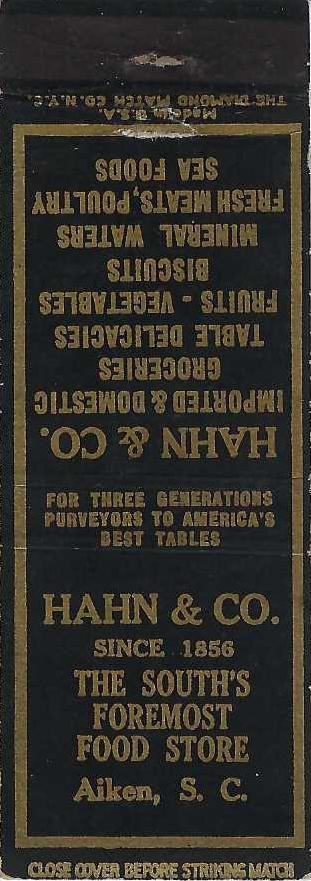 HAHN & CO.
IMPORTED & DOMESTIC
GROCERIES
TABLE DELICACIES
FRUITS - VEGETABLES
BISCUITS
MINERAL WATERS
FRESH MEATS, POULTRY
SEA FOODS
Made in U.S.A.
THE DIAMOND MATCH CO. N.Y.C.
FOR THREE GENERATIONS
PURVEYORS TO AMERICA'S
BEST TABLES
HAHN & CO.
SINCE 1856
THE SOUTH'S
FOREMOST
FOOD STORE
Aiken, S. C.
CLOSE COVER BEFORE STRIKING MATCH